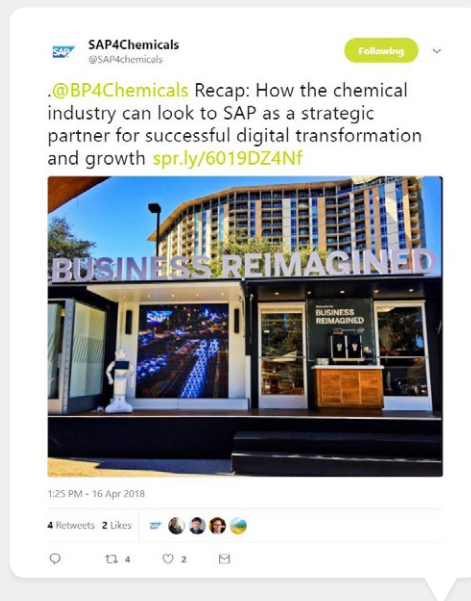 SAP
SAP4Chemicals
@SAP4chemicals
Following
.@BP4Chemicals Recap: How the chemical
industry can look to SAP as a strategic
partner for successful digital transformation
and growth spr.ly/6019DZ4Nf
BUSINESS REIMAGINED
SAP
BUSINESS
REIMAGINED
1:25 PM - 16 Apr 2018
4 Retweets 2 Likes
4 2